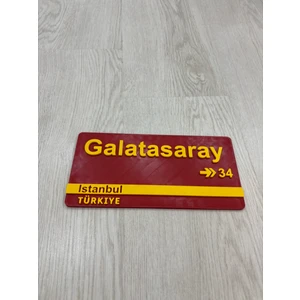 Galatasaray
34
Istanbul
TÜRKIYE